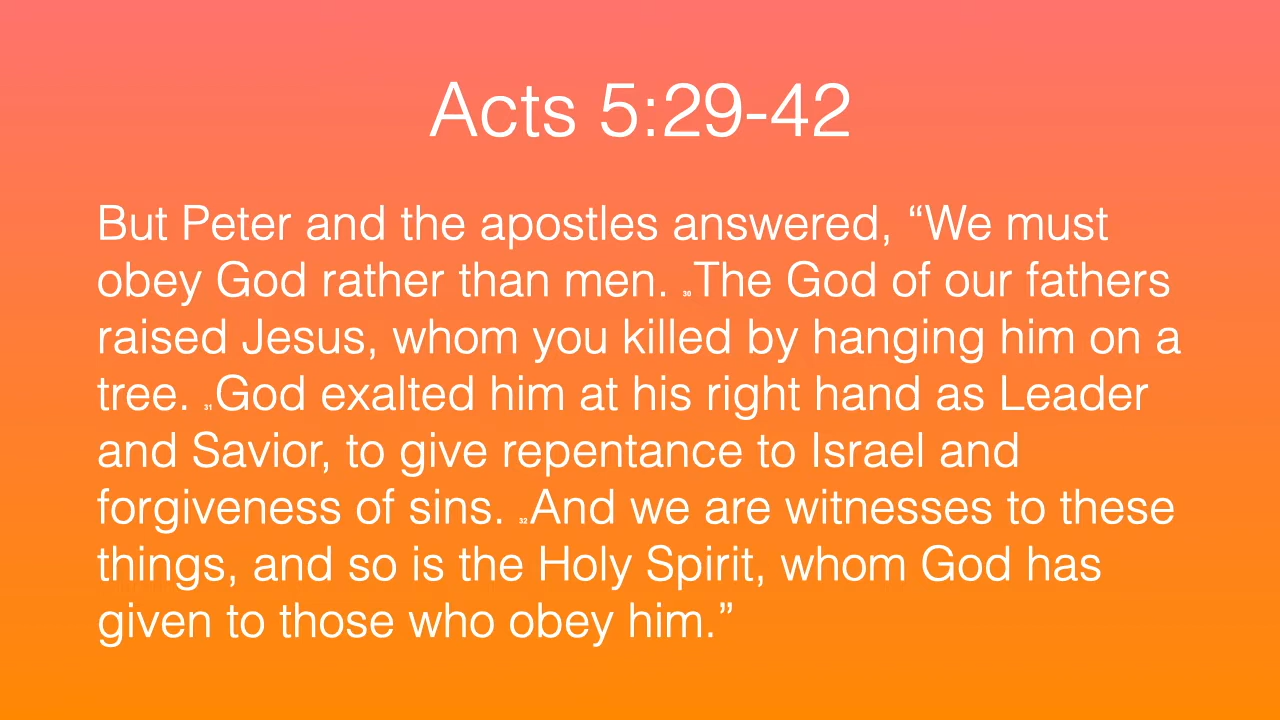 Acts 5:29-42
But Peter and the apostles answered, “We must
obey God rather than men. 30The God of our fathers
raised Jesus, whom you killed by hanging him on a
tree. 31God exalted him at his right hand as Leader
and Savior, to give repentance to Israel and
forgiveness of sins. 32And we are witnesses to these
things, and so is the Holy Spirit, whom God has
given to those who obey him.”